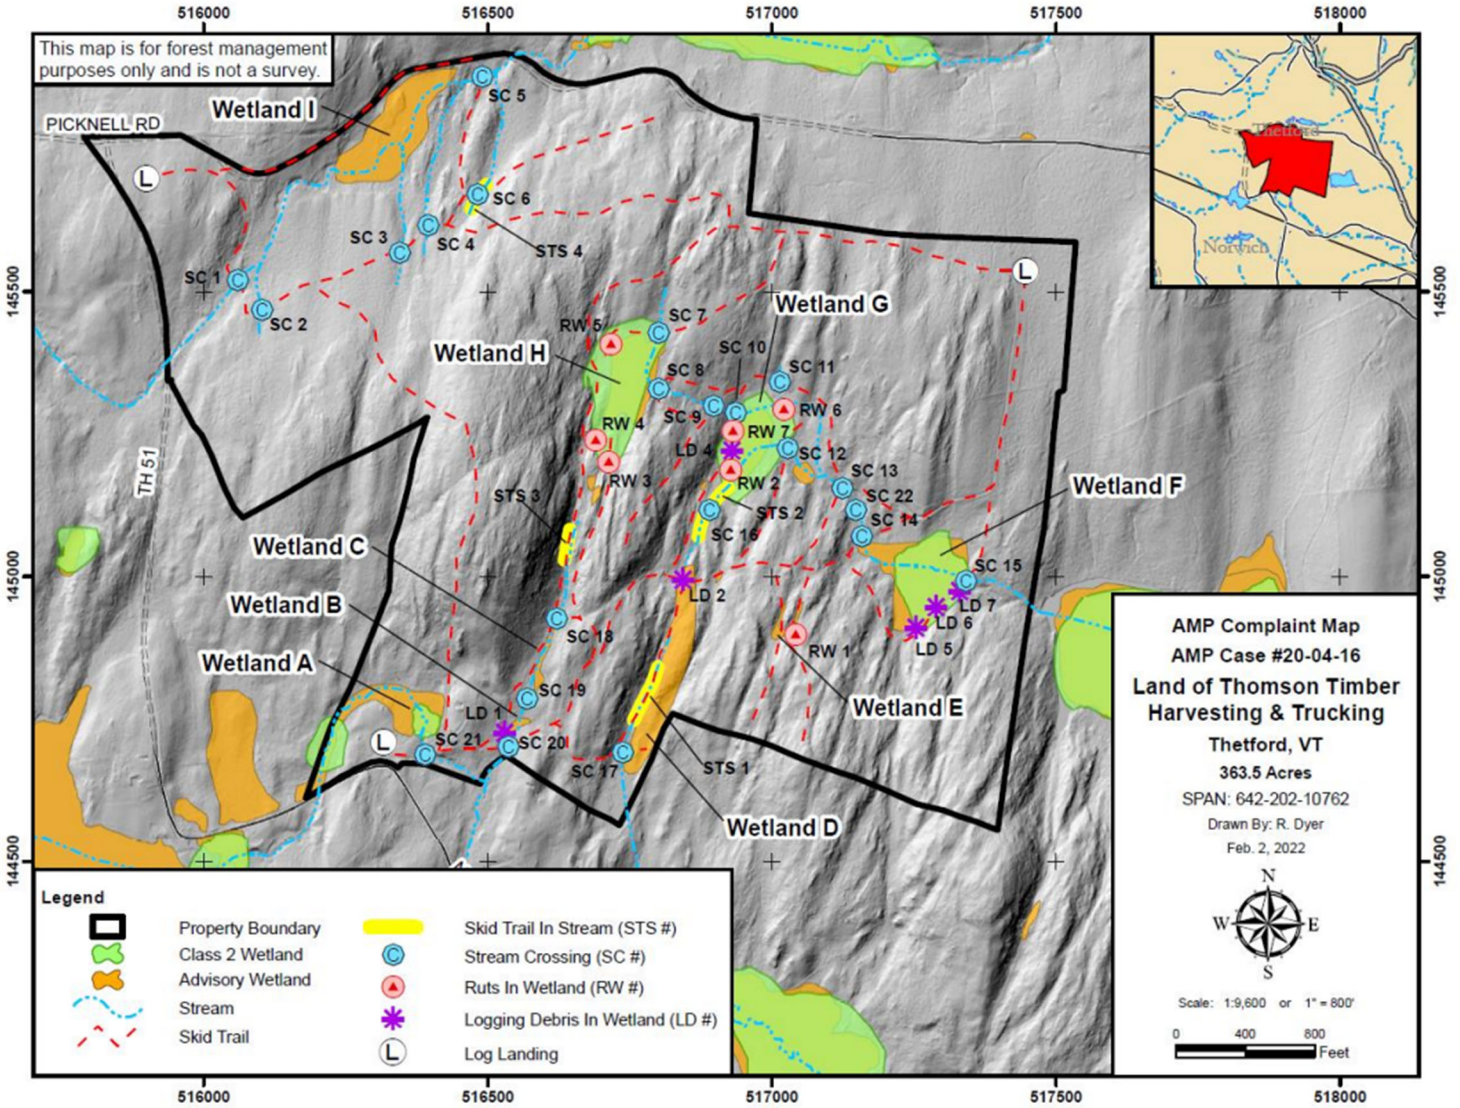 516000 516500 517000 517500 518000
This map is for forest management
purposes only and is not a survey.
Thetford
Norwich
PICKNELL RD
Wetland I
SC 5
L
SC 6
SC 3
SC 4
STS 4
SC 1
SC 2
L
145500
145500
Wetland G
SC 7
RW 5
Wetland H
SC 10
SC 8
SC 11
SC 9
RW 6
RW 4
RW 7
LD 4
SC 12
TH 51
RW 3
RW 2
SC 13
Wetland F
STS 3
SC 22
STS 2
SC 14
SC 16
Wetland C
SC 15
145000
145000
LD 2
LD 7
Wetland B
LD 6
SC 18
LD 5
RW 1
Wetland A
SC 19
Wetland E
LD 1
L
SC 21
SC 20
SC 17
STS 1
Wetland D
144500
144500
AMP Complaint Map
AMP Case #20-04-16
Land of Thomson Timber
Harvesting & Trucking
Thetford, VT
363.5 Acres
SPAN: 642-202-10762
Drawn By: R. Dyer
Feb. 2, 2022
N
W E
S
Scale: 1:9,600 or 1" = 800'
0 400 800
Feet
Legend
Property Boundary
Class 2 Wetland
Advisory Wetland
Stream
Skid Trail
Skid Trail In Stream (STS #)
C Stream Crossing (SC #)
Ruts In Wetland (RW #)
Logging Debris In Wetland (LD #)
L Log Landing
516000 516500 517000 517500 518000